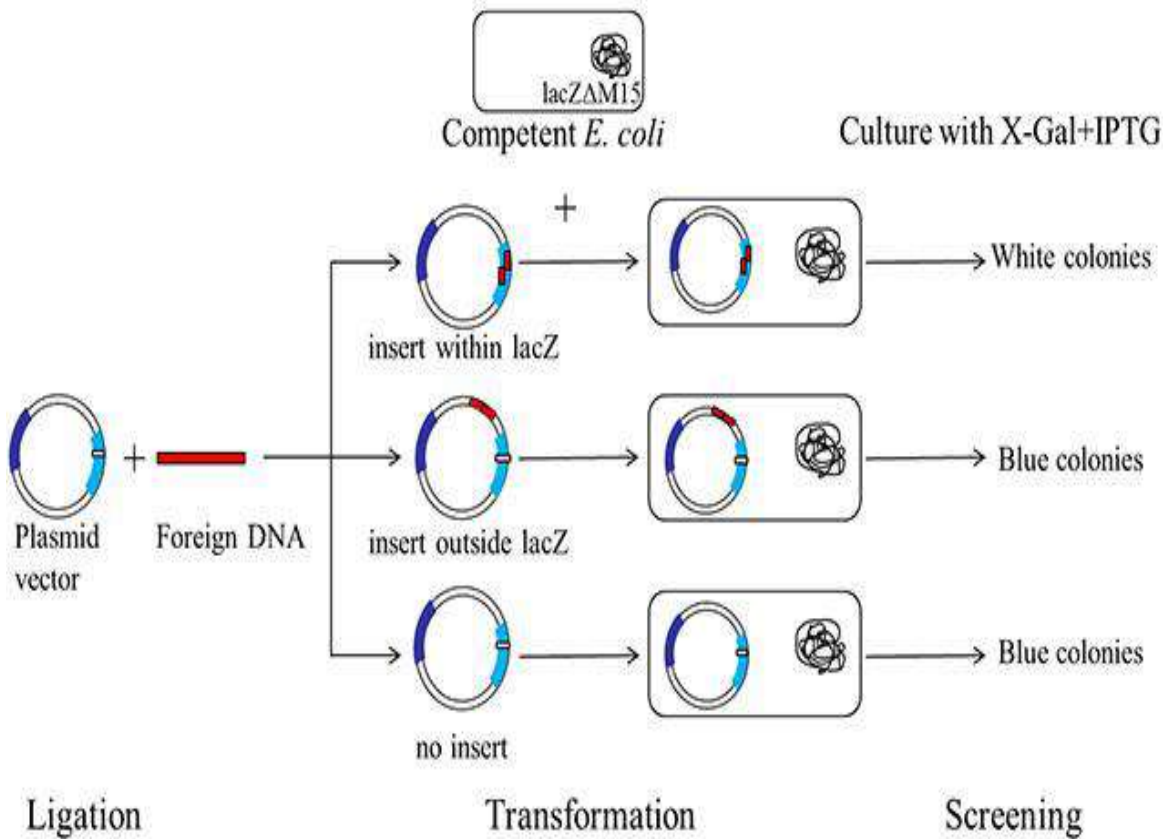 lacZΔM15
Competent E. coli
Culture with X-Gal+IPTG
+
White colonies
insert within lacZ
+
Plasmid
vector
Foreign DNA
insert outside lacZ
Blue colonies
no insert
Blue colonies
Ligation
Transformation
Screening